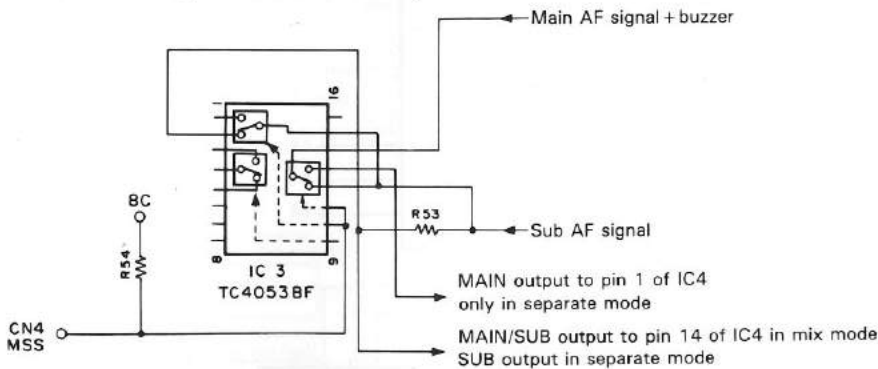 Main AF signal + buzzer
16
8C
R53
Sub AF signal
R54
8
9
IC 3
TC4053BF
MAIN output to pin 1 of IC4
only in separate mode
CN4
MSS
MAIN/SUB output to pin 14 of IC4 in mix mode
SUB output in separate mode